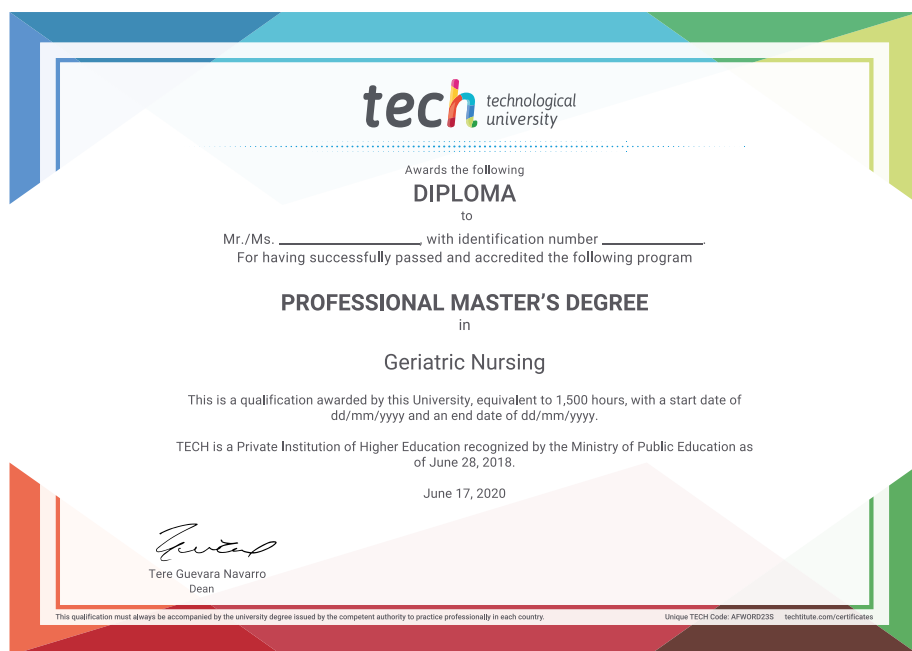 tech technological
university
Awards the following
DIPLOMA
to
Mr./Ms. ____________________, with identification number ______________.
For having successfully passed and accredited the following program
PROFESSIONAL MASTER'S DEGREE
in
Geriatric Nursing
This is a qualification awarded by this University, equivalent to 1,500 hours, with a start date of
dd/mm/yyyy and an end date of dd/mm/yyyy.
TECH is a Private Institution of Higher Education recognized by the Ministry of Public Education as
of June 28, 2018.
June 17, 2020
Tere Guevara Navarro
Dean
This qualification must always be accompanied by the university degree issued by the competent authority to practice professionally in each country.
Unique TECH Code: AFWORD23S techtitute.com/certificates